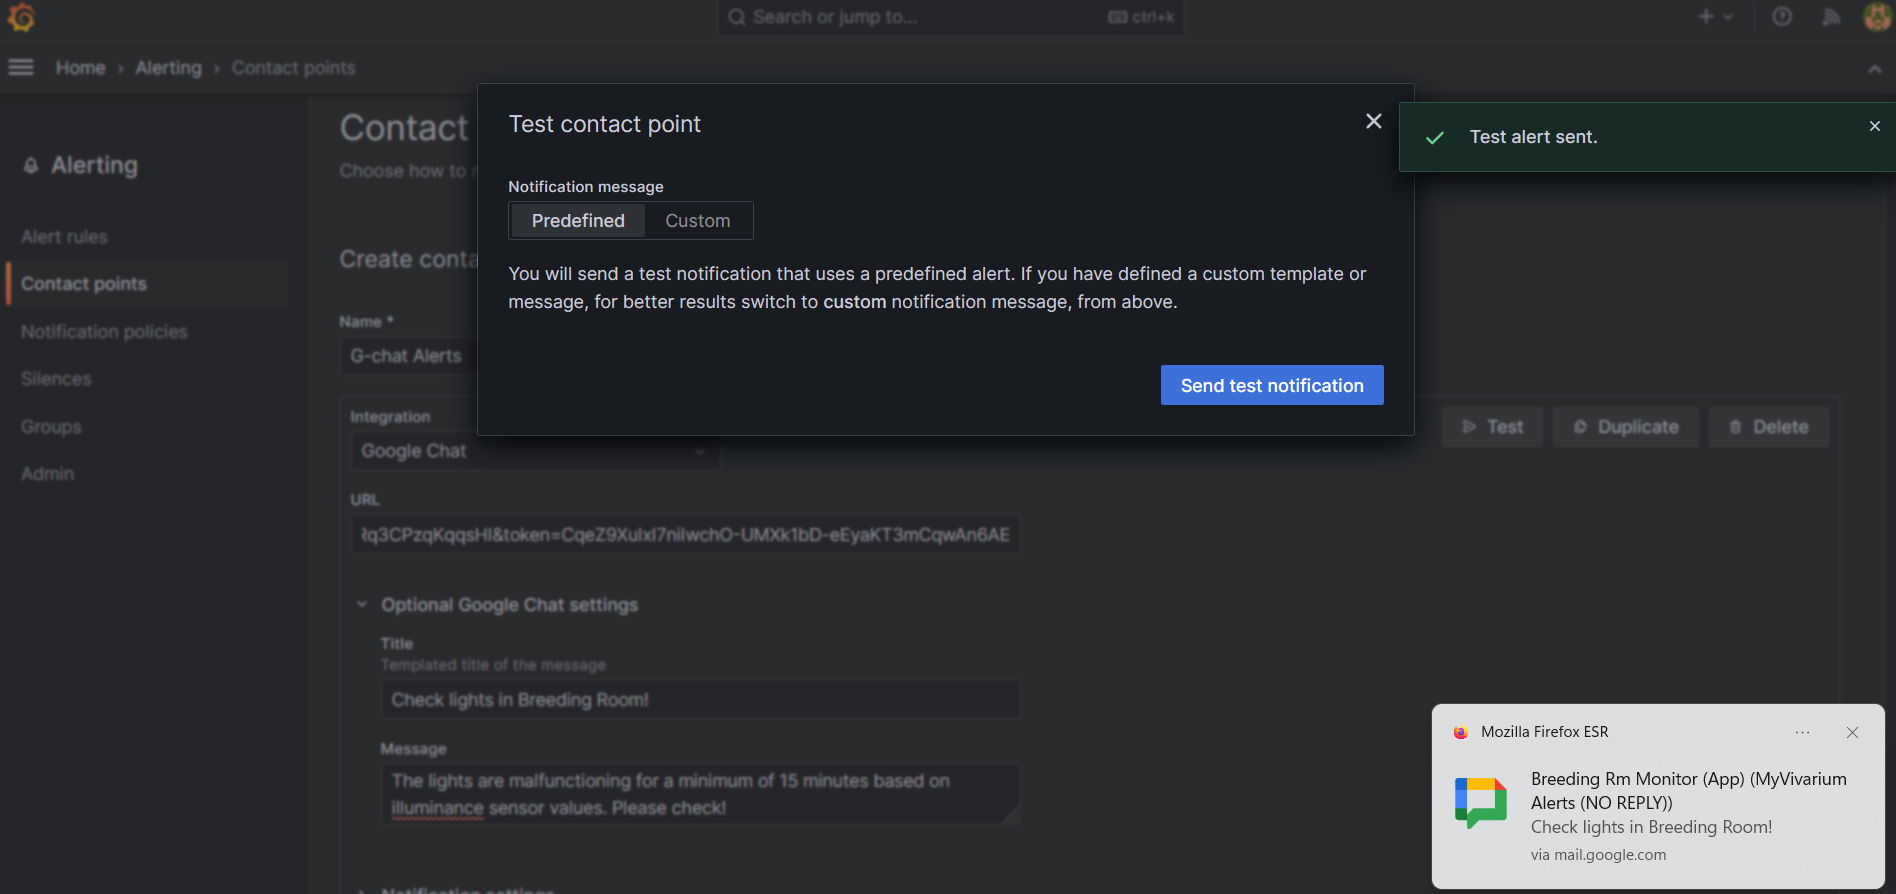 Search or jump to...
ctrl+k
Home › Alerting › Contact points
Alerting
Alert rules
Contact points
Notification policies
Silences
Groups
Admin
Contact
Choose how to
Create conta
Name *
G-chat Alerts
Integration
Google Chat
Test
Duplicate
Delete
URL
Optional Google Chat settings
Title
Templated title of the message
Check lights in Breeding Room!
Message
The lights are malfunctioning for a minimum of 15 minutes based on
illuminance sensor values. Please check!
Notification settings
Test contact point
Notification message
Predefined
Custom
You will send a test notification that uses a predefined alert. If you have defined a custom template or
message, for better results switch to custom notification message, from above.
Send test notification
Test alert sent.
Mozilla Firefox ESR
Breeding Rm Monitor (App) (MyVivarium
Alerts (NO REPLY))
Check lights in Breeding Room!
via mail.google.com